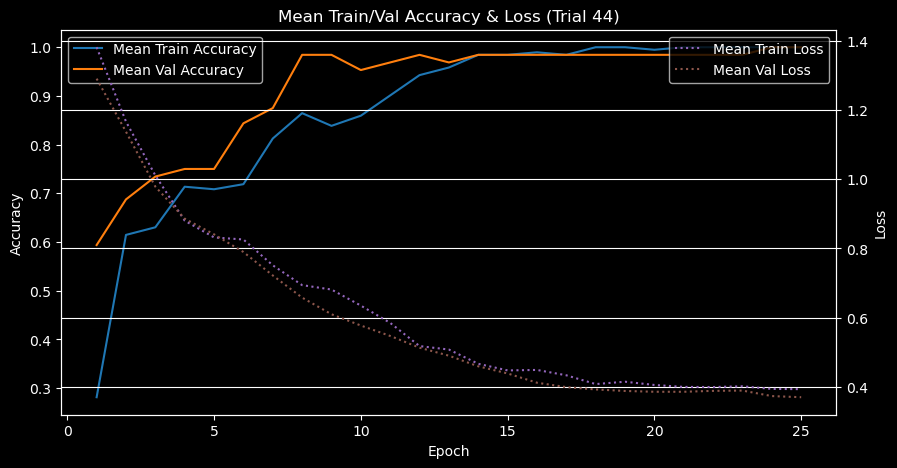 Mean Train/Val Accuracy & Loss (Trial 44)
Mean Train Accuracy
Mean Val Accuracy
Mean Train Loss
Mean Val Loss
1.0
0.9
0.8
0.7
0.6
0.5
0.4
0.3
Accuracy
1.4
1.2
1.0
0.8
0.6
0.4
Loss
0
5
10
15
20
25
Epoch